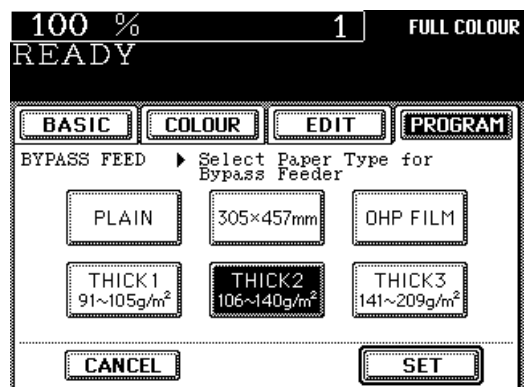 100 % 1 FULL COLOUR
READY
BASIC COLOUR EDIT PROGRAM
BYPASS FEED ▶ Select Paper Type for
Bypass Feeder
PLAIN 305×457mm OHP FILM
THICK1 THICK2 THICK3
91~105g/m² 106~140g/m² 141~209g/m²
CANCEL SET